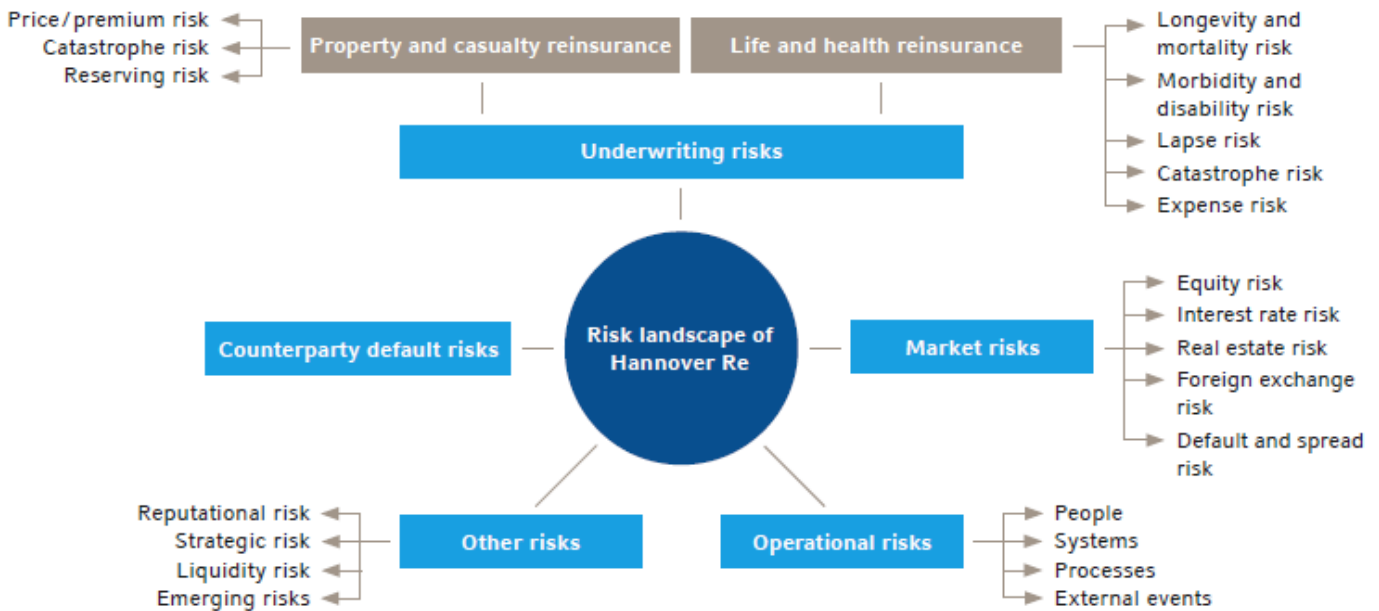 Price/premium risk
Catastrophe risk
Reserving risk
Property and casualty reinsurance
Life and health reinsurance
Longevity and
mortality risk
Morbidity and
disability risk
Lapse risk
Catastrophe risk
Expense risk
Underwriting risks
Counterparty default risks
Risk landscape of
Hannover Re
Market risks
Equity risk
Interest rate risk
Real estate risk
Foreign exchange
risk
Default and spread
risk
Reputational risk
Strategic risk
Liquidity risk
Emerging risks
Other risks
Operational risks
People
Systems
Processes
External events